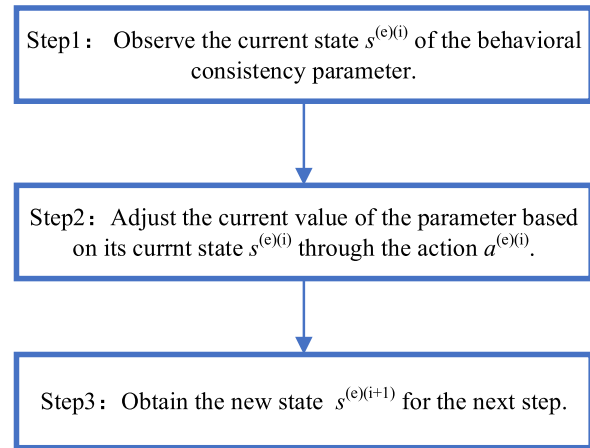 Step1： Observe the current state s^(e)(i) of the behavioral
consistency parameter.
Step2：Adjust the current value of the parameter based
on its currnt state s^(e)(i) through the action a^(e)(i).
Step3：Obtain the new state s^(e)(i+1) for the next step.